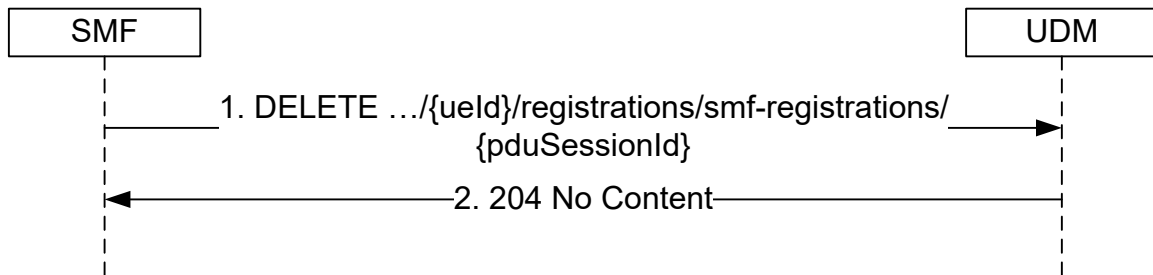 SMF
UDM
1. DELETE …/{ueId}/registrations/smf-registrations/
{pduSessionId}
2. 204 No Content